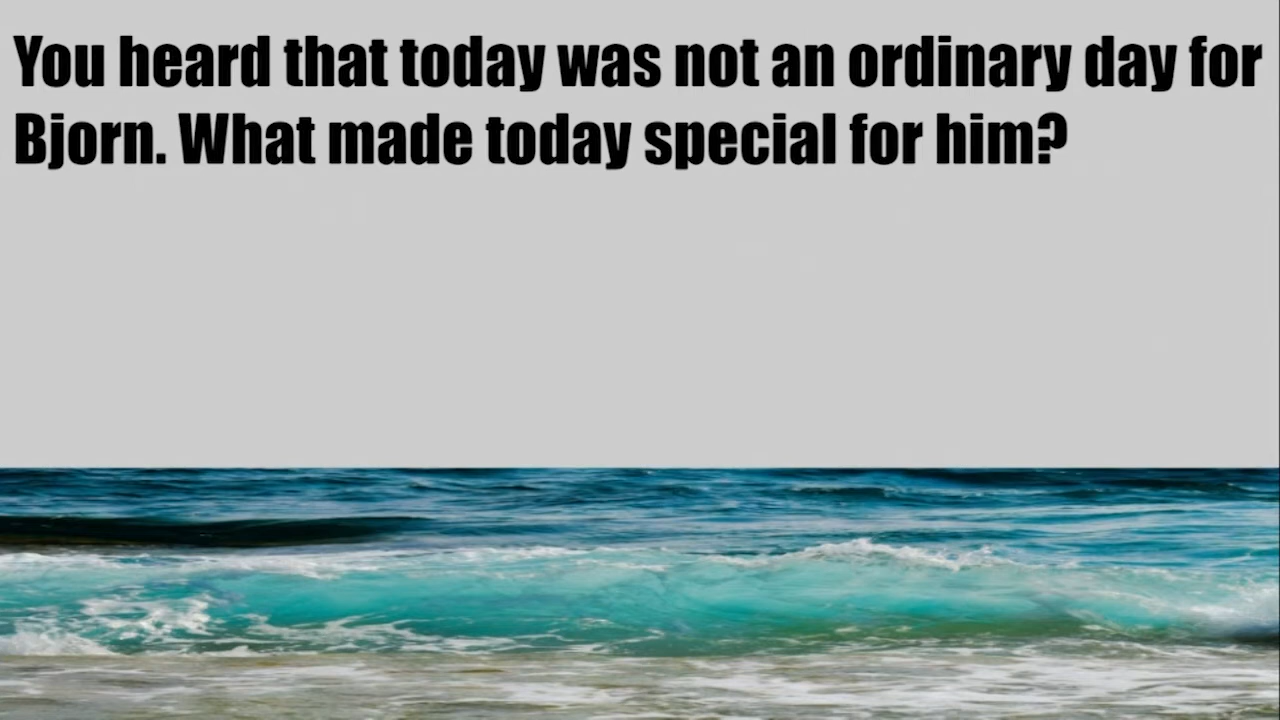 You heard that today was not an ordinary day for
Bjorn. What made today special for him?